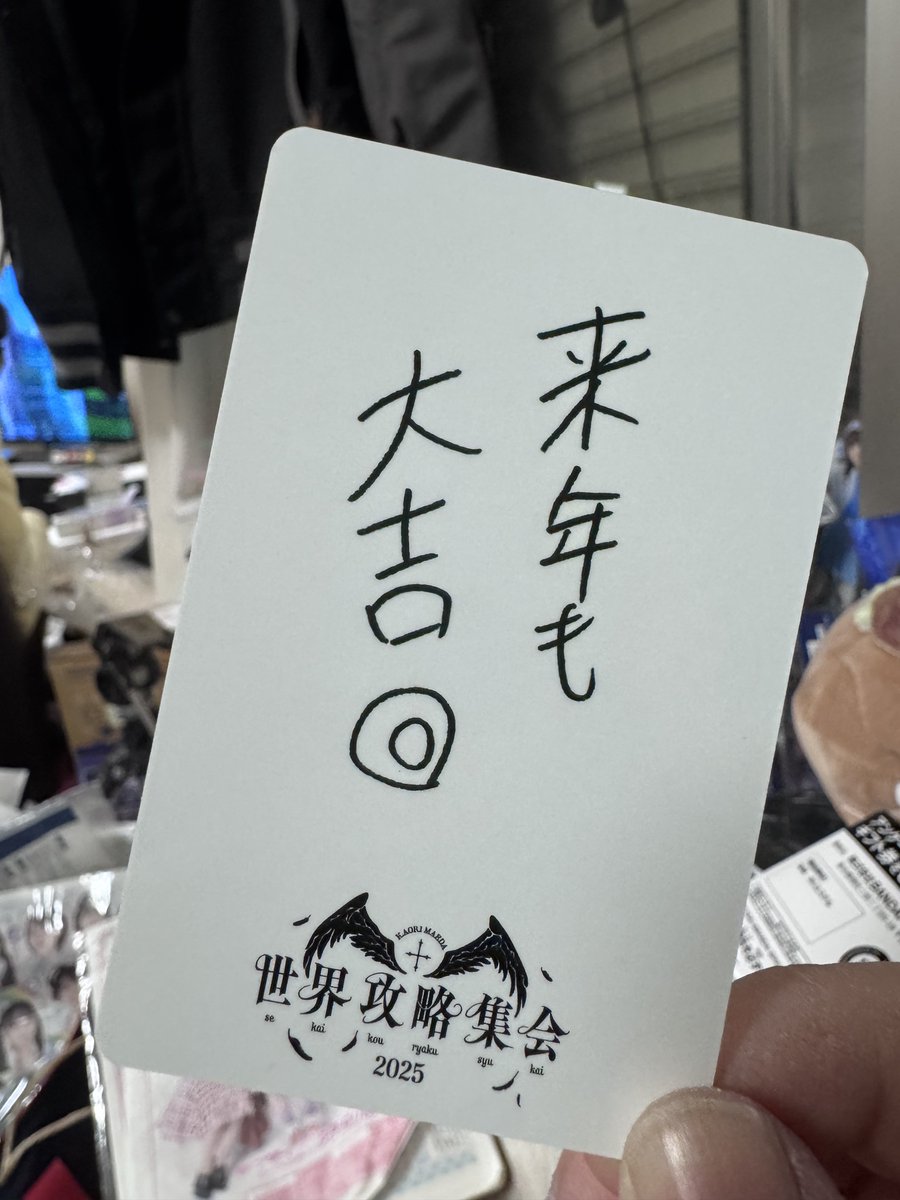 来年も
大吉◎
KAORI MAEDA
世界攻略集会
se kai kou ryaku syu kai
2025